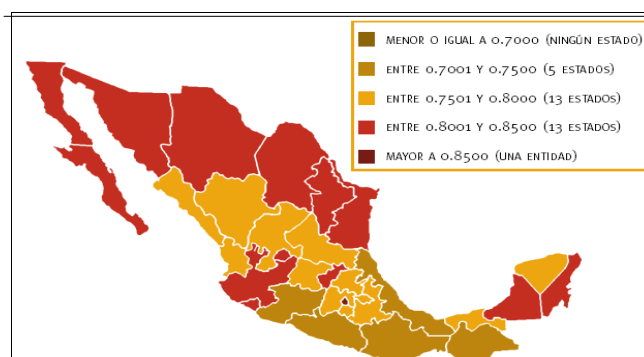 MENOR O IGUAL A 0.7000 (NINGÚN ESTADO)
ENTRE 0.7001 Y 0.7500 (5 ESTADOS)
ENTRE 0.7501 Y 0.8000 (13 ESTADOS)
ENTRE 0.8001 Y 0.8500 (13 ESTADOS)
MAYOR A 0.8500 (UNA ENTIDAD)